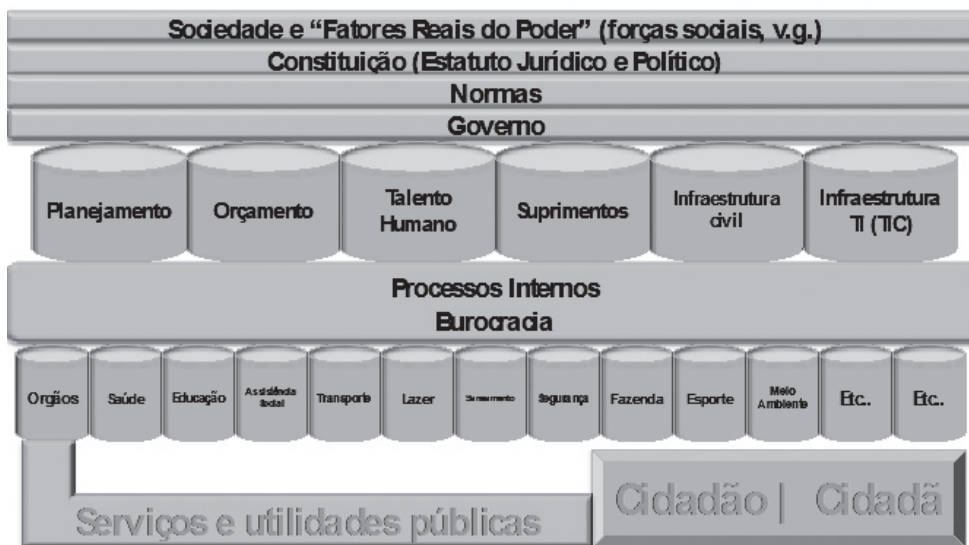 Sociedade e “Fatores Reais do Poder” (forças sociais, v.g.)
Constituição (Estatuto Jurídico e Político)
Normas
Governo
Planejamento
Orçamento
Talento
Humano
Suprimentos
Infraestrutura
civil
Infraestrutura
TI (TIC)
Processos Internos
Burocracia
Orgãos
Saúde
Educação
Assistência
Social
Transporte
Lazer
Saneamento
Segurança
Fazenda
Esporte
Meio
Ambiente
Etc..
Etc..
Serviços e utilidades públicas
Cidadão | Cidadã